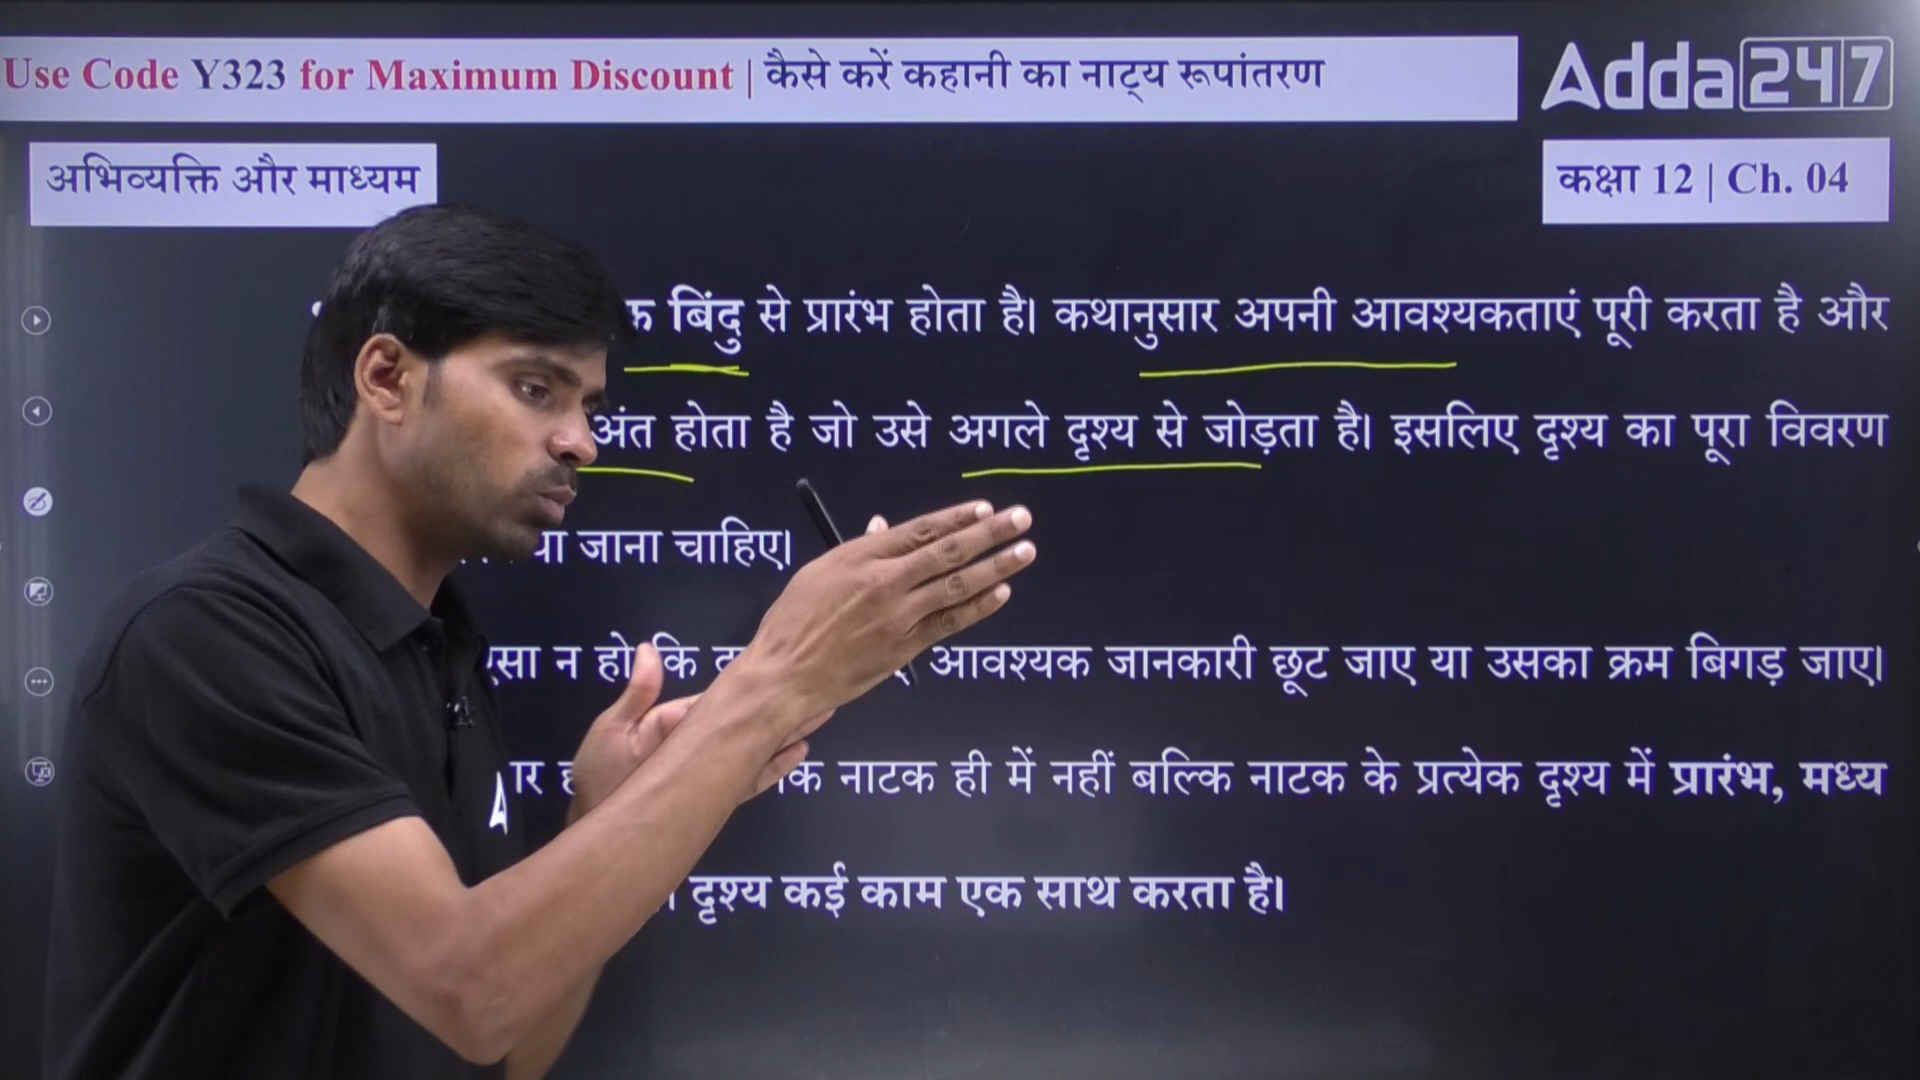 Use Code Y323 for Maximum Discount | कैसे करें कहानी का नाट्य रूपांतरण
Adda247
अभिव्यक्ति और माध्यम
कक्षा 12 | Ch. 04
बिंदु से प्रारंभ होता है। कथानुसार अपनी आवश्यकताएं पूरी करता है और
अंत होता है जो उसे अगले दृश्य से जोड़ता है। इसलिए दृश्य का पूरा विवरण
जाना चाहिए।
न हो कि आवश्यक जानकारी छूट जाए या उसका क्रम बिगड़ जाए।
नाटक ही में नहीं बल्कि नाटक के प्रत्येक दृश्य में प्रारंभ, मध्य
दृश्य कई काम एक साथ करता है।